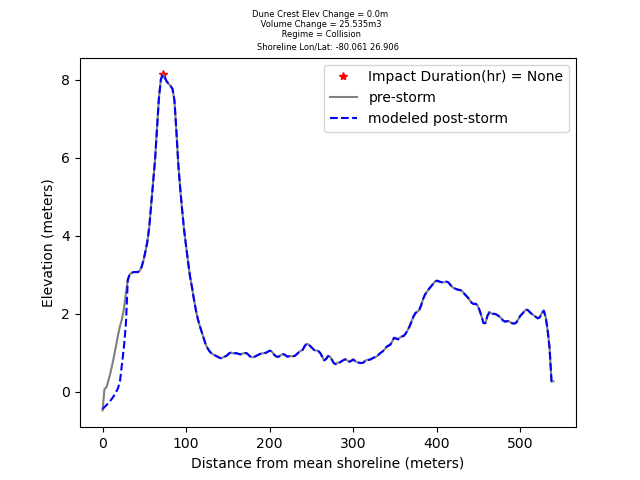 Dune Crest Elev Change = 0.0m
Volume Change = 25.535m3
Regime = Collision
Shoreline Lon/Lat: -80.061 26.906
Impact Duration(hr) = None
pre-storm
modeled post-storm
8
6
4
2
0
Elevation (meters)
0 100 200 300 400 500
Distance from mean shoreline (meters)